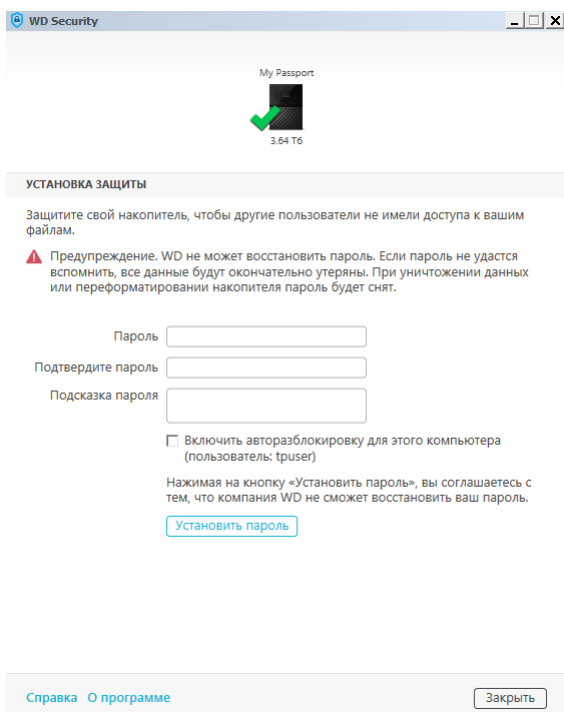 WD Security
My Passport
3.64 Тб
УСТАНОВКА ЗАЩИТЫ
Защитите свой накопитель, чтобы другие пользователи не имели доступа к вашим
файлам.
Предупреждение. WD не может восстановить пароль. Если пароль не удастся
вспомнить, все данные будут окончательно утеряны. При уничтожении данных
или переформатировании накопителя пароль будет снят.
Пароль
Подтвердите пароль
Подсказка пароля
Включить авторазблокировку для этого компьютера
(пользователь: tpuser)
Нажимая на кнопку «Установить пароль», вы соглашаетесь с
тем, что компания WD не сможет восстановить ваш пароль.
Установить пароль
Справка О программе
Закрыть